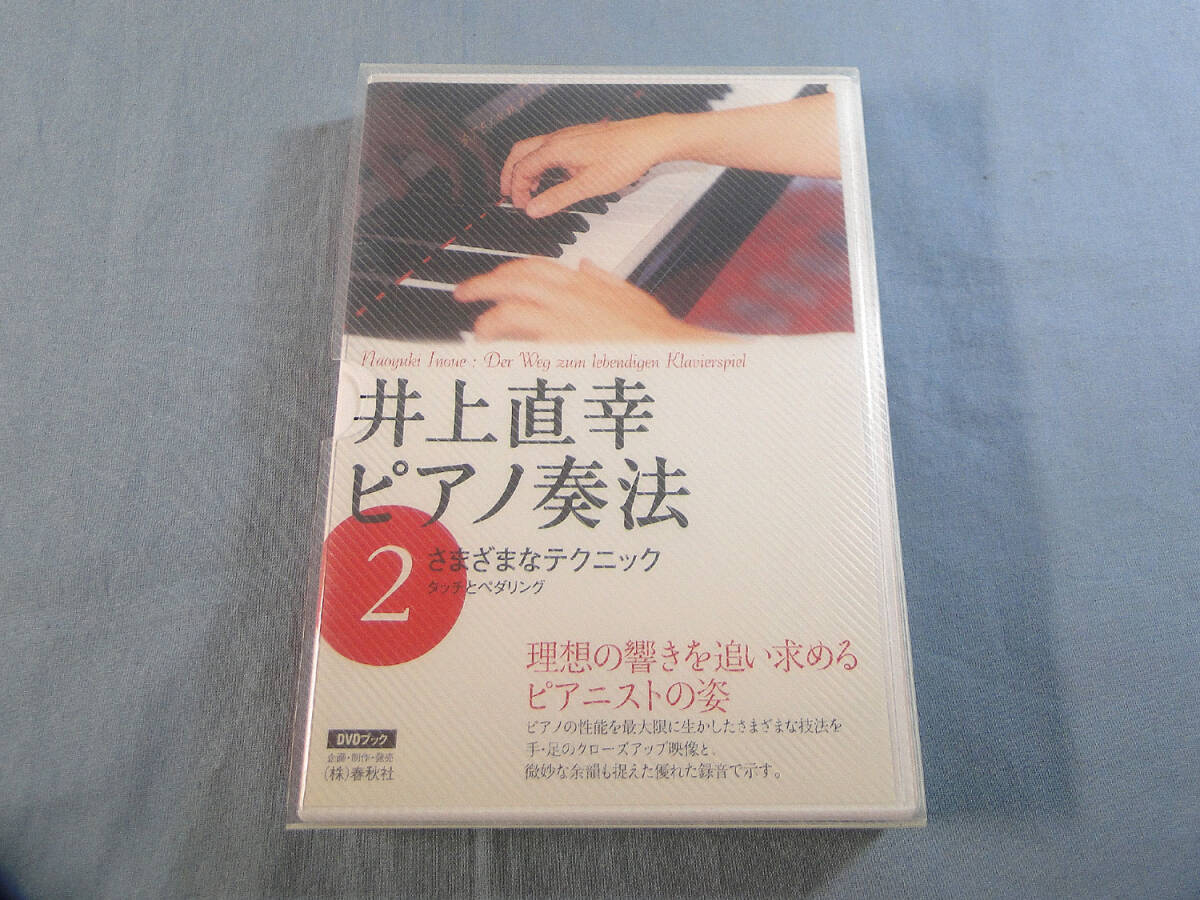 Naoyuki Inoue : Der Weg zum lebendigen Klavierspiel
井上直幸
ピアノ奏法
2
さまざまなテクニック
タッチとペダリング
理想の響きを追い求める
ピアニストの姿
ピアノの性能を最大限に生かしたさまざまな技法を
手・足のクローズアップ映像と、
微妙な余韻も捉えた優れた録音で示す。
DVDブック
企画・制作・発売
(株)春秋社